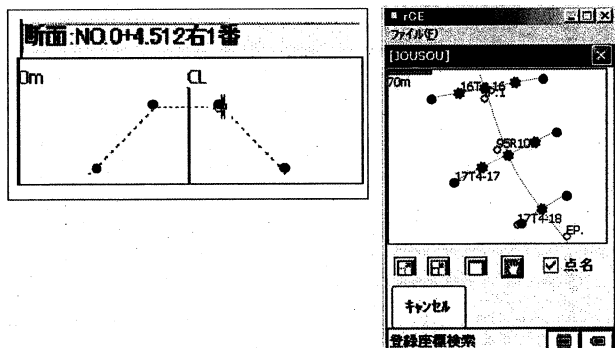 断面:NO.0+4.512右1番
0m
CL
rCE
ファイル(F)
[JOUSOU]
70m
95R10
17T4-17
17T4-18
EP.
点名
キャンセル
登録座標検索